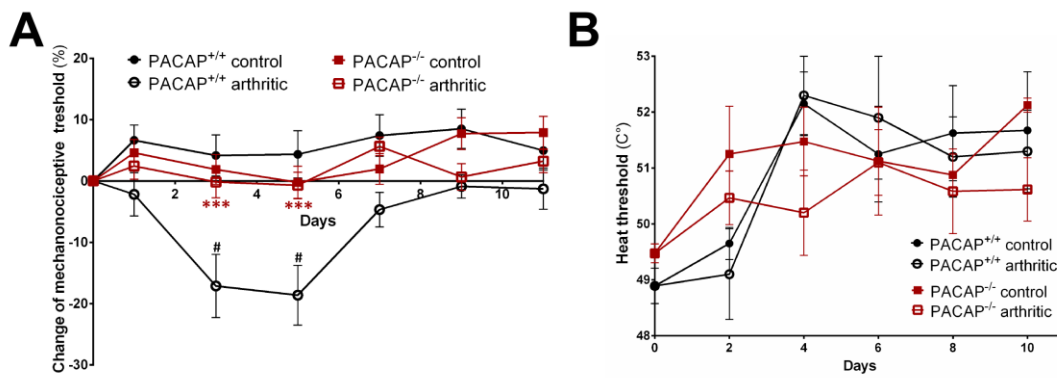 A
Change of mechanonociceptive treshold (%)
20
10
0
-10
-20
-30
PACAP+/+ control
PACAP+/+ arthritic
PACAP-/- control
PACAP-/- arthritic
2
4
6
8
10
***
***
Days
#
#
B
Heat threshold (C°)
53
52
51
50
49
48
PACAP+/+ control
PACAP+/+ arthritic
PACAP-/- control
PACAP-/- arthritic
0
2
4
6
8
10
Days